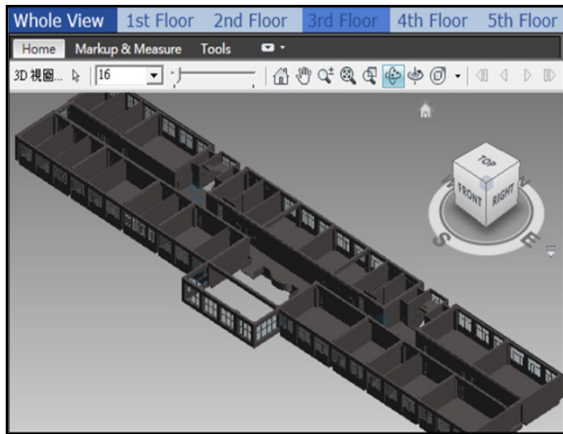 Whole View 1st Floor 2nd Floor 3rd Floor 4th Floor 5th Floor
Home Markup & Measure Tools
3D 視圖... 16
TOP
FRONT RIGHT
S E